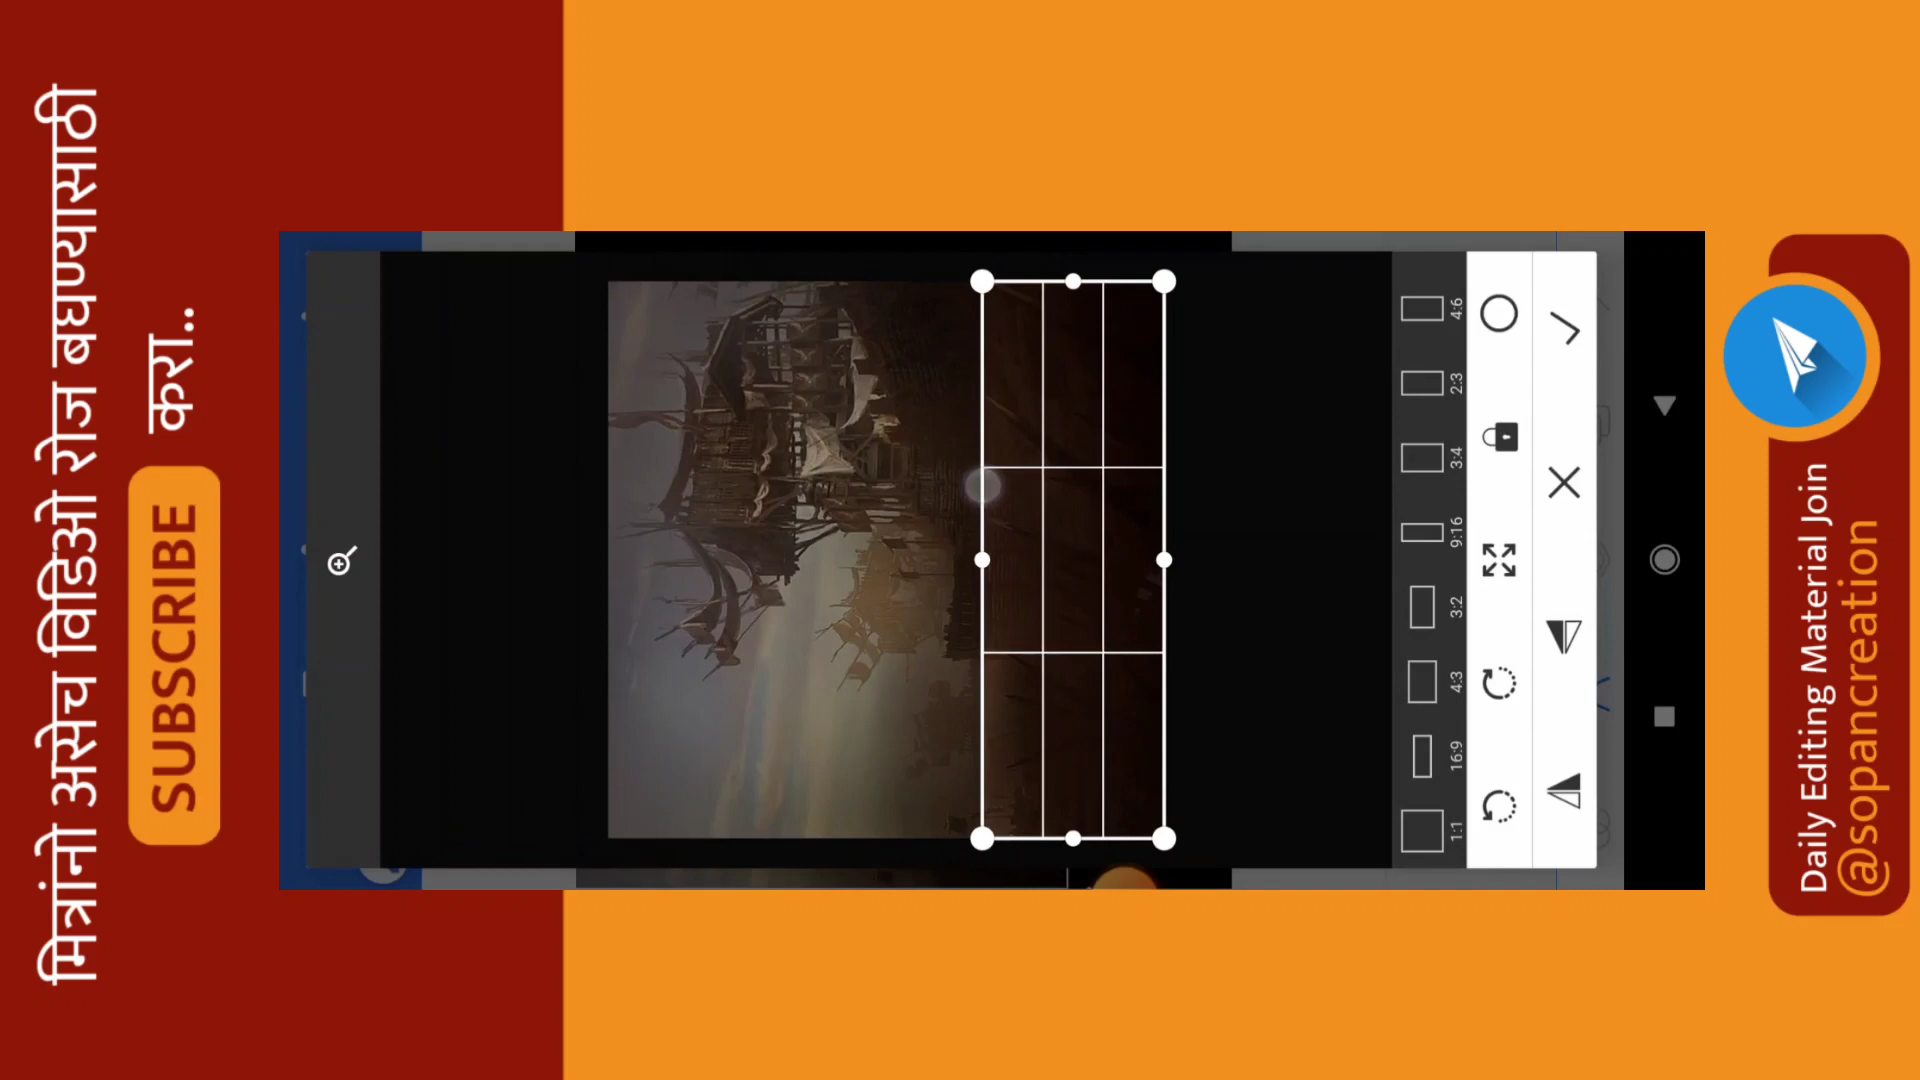 मित्रांनो असेच विडिओ रोज बघण्यासाठी
SUBSCRIBE करा..
1:1 16:9 4:3 3:2 9:16 3:4 2:3 4:6
Daily Editing Material Join
@sopancreation